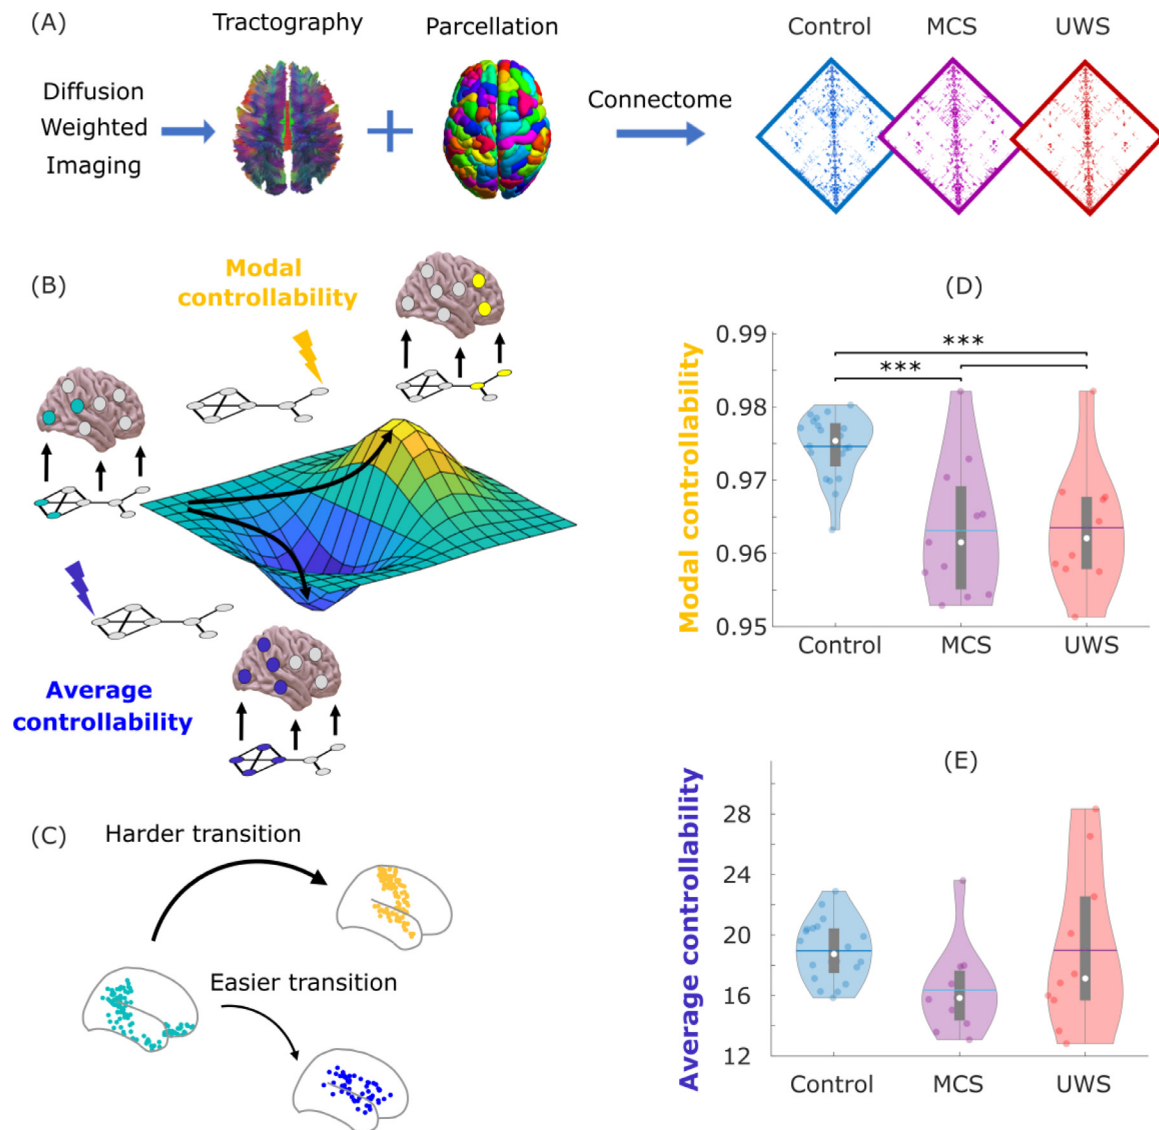 (A)
Tractography
Parcellation
Control
MCS
UWS
Diffusion
Weighted
Imaging
Connectome
(B)
Modal
controllability
Average
controllability
(C)
Harder transition
Easier transition
(D)
Modal controllability
0.99
0.98
0.97
0.96
0.95
***
***
Control
MCS
UWS
(E)
Average controllability
28
24
20
16
12
Control
MCS
UWS